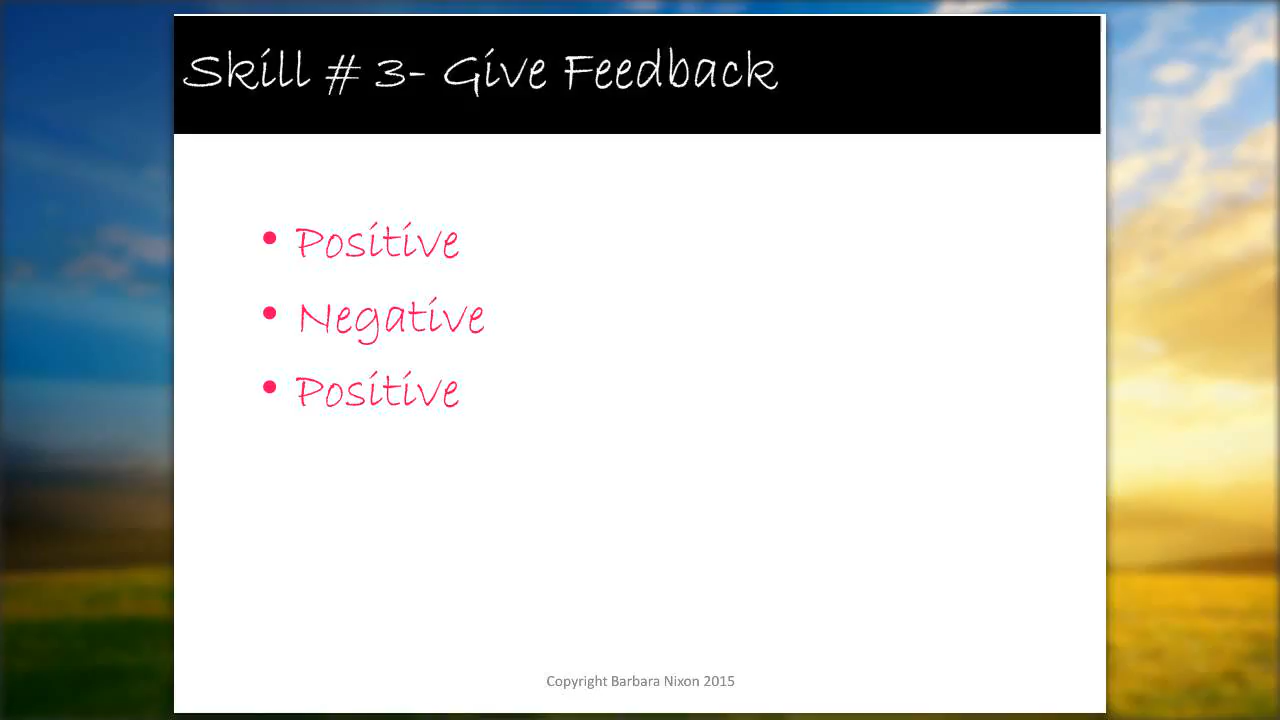 Skill # 3- Give Feedback
• Positive
• Negative
• Positive
Copyright Barbara Nixon 2015